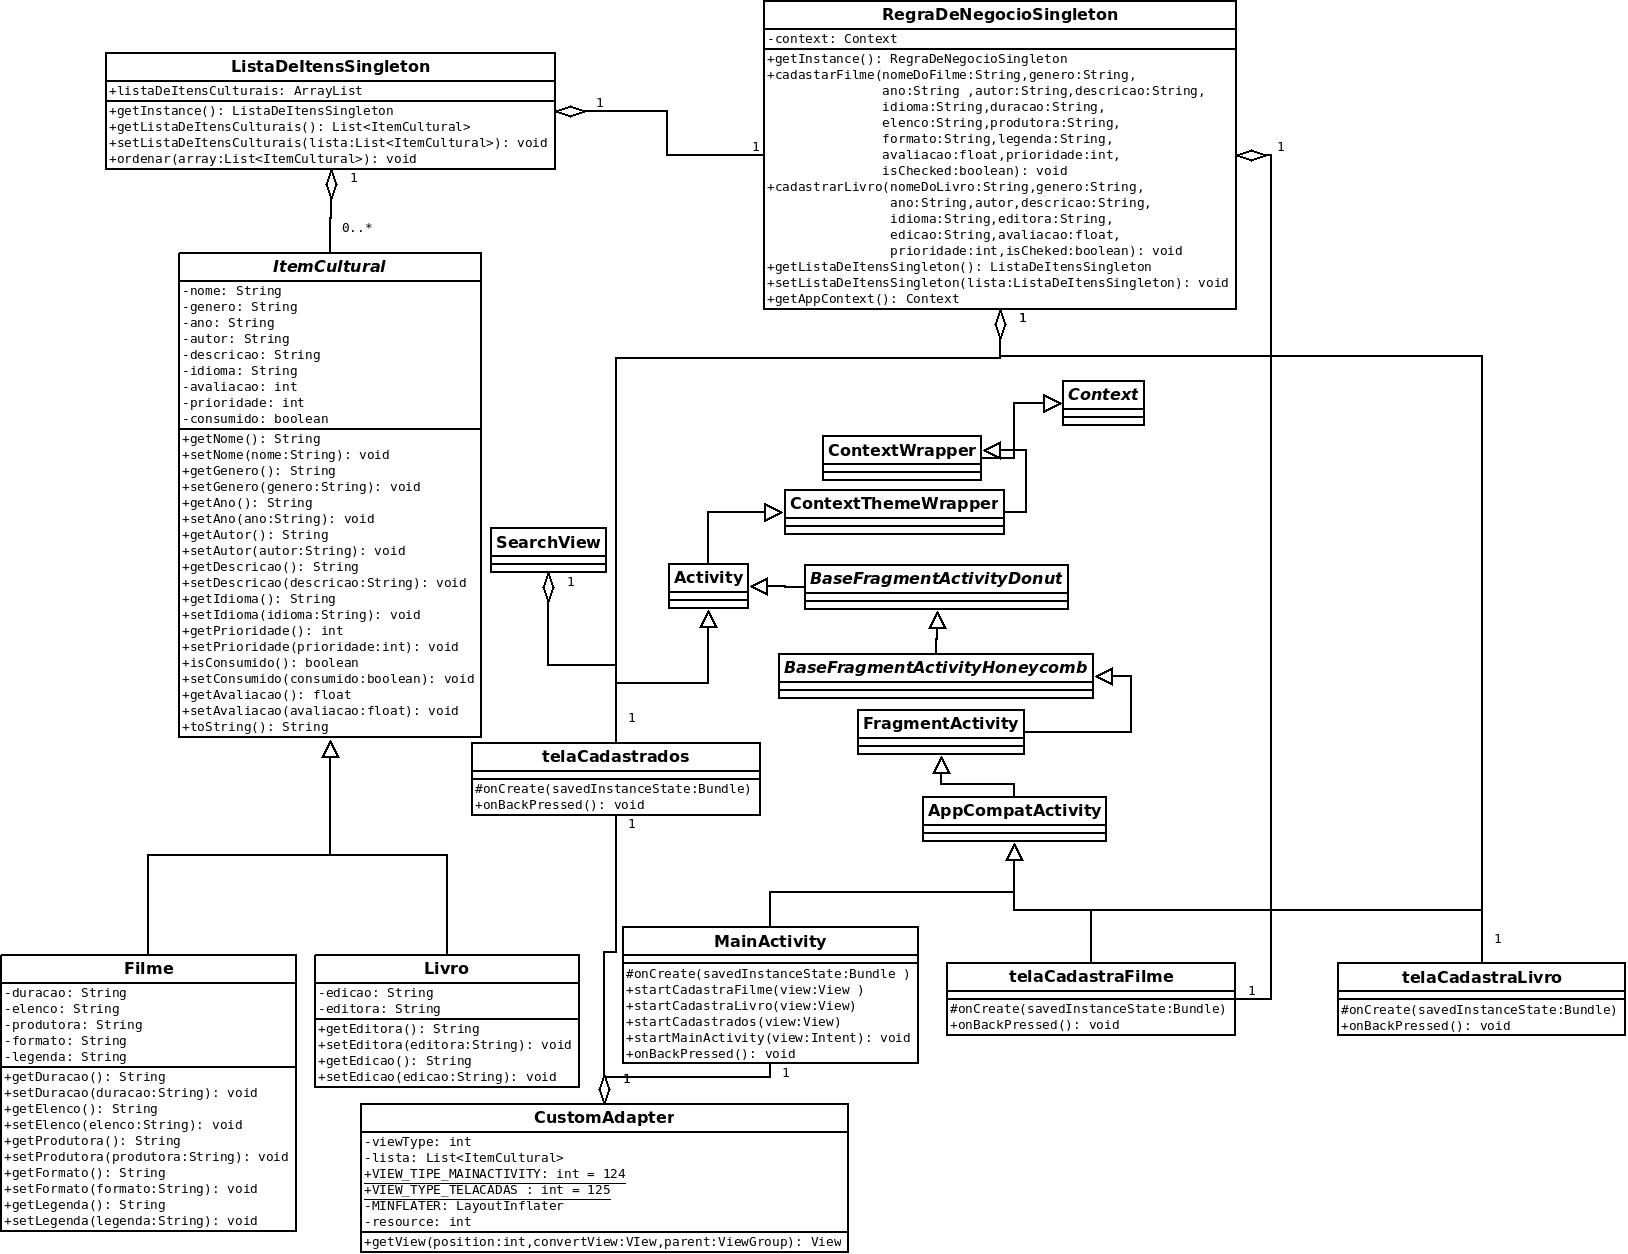 RegraDeNegocioSingleton
-context: Context
+getInstance(): RegraDeNegocioSingleton
+cadastarFilme(nomeDoFilme:String,genero:String,
ano:String ,autor:String,descricao:String,
idioma:String,duracao:String,
elenco:String,produtora:String,
formato:String,legenda:String,
avaliacao:float,prioridade:int,
isChecked:boolean): void
+cadastrarLivro(nomeDoLivro:String,genero:String,
ano:String,autor,descricao:String,
idioma:String,editora:String,
edicao:String,avaliacao:float,
prioridade:int,isCheked:boolean): void
+getListaDeItensSingleton(): ListaDeItensSingleton
+setListaDeItensSingleton(lista:ListaDeItensSingleton): void
+getAppContext(): Context
ListaDeItensSingleton
+listaDeItensCulturais: ArrayList
+getInstance(): ListaDeItensSingleton
+getListaDeItensCulturais(): List<ItemCultural>
+setListaDeItensCulturais(lista:List<ItemCultural>): void
+ordenar(array:List<ItemCultural>): void
1
1
1
1
0..*
1
ItemCultural
-nome: String
-genero: String
-ano: String
-autor: String
-descricao: String
-idioma: String
-avaliacao: int
-prioridade: int
-consumido: boolean
+getNome(): String
+setNome(nome:String): void
+getGenero(): String
+setGenero(genero:String): void
+getAno(): String
+setAno(ano:String): void
+getAutor(): String
+setAutor(autor:String): void
+getDescricao(): String
+setDescricao(descricao:String): void
+getIdioma(): String
+setIdioma(idioma:String): void
+getPrioridade(): int
+setPrioridade(prioridade:int): void
+isConsumido(): boolean
+setConsumido(consumido:boolean): void
+getAvaliacao(): float
+setAvaliacao(avaliacao:float): void
+toString(): String
Context
ContextWrapper
ContextThemeWrapper
SearchView
1
Activity
BaseFragmentActivityDonut
BaseFragmentActivityHoneycomb
FragmentActivity
AppCompatActivity
1
telaCadastrados
#onCreate(savedInstanceState:Bundle)
+onBackPressed(): void
1
Filme
-duracao: String
-elenco: String
-produtora: String
-formato: String
-legenda: String
+getDuracao(): String
+setDuracao(duracao:String): void
+getElenco(): String
+setElenco(elenco:String): void
+getProdutora(): String
+setProdutora(produtora:String): void
+getFormato(): String
+setFormato(formato:String): void
+getLegenda(): String
+setLegenda(legenda:String): void
Livro
-edicao: String
-editora: String
+getEditora(): String
+setEditora(editora:String): void
+getEdicao(): String
+setEdicao(edicao:String): void
MainActivity
#onCreate(savedInstanceState:Bundle )
+startCadastraFilme(view:View )
+startCadastraLivro(view:View)
+startCadastrados(view:View)
+startMainActivity(view:Intent): void
+onBackPressed(): void
1
1
telaCadastraFilme
#onCreate(savedInstanceState:Bundle)
+onBackPressed(): void
1
1
telaCadastraLivro
#onCreate(savedInstanceState:Bundle)
+onBackPressed(): void
CustomAdapter
-viewType: int
-lista: List<ItemCultural>
+VIEW_TIPE_MAINACTIVITY: int = 124
+VIEW_TYPE_TELACADAS : int = 125
-MINFLATER: LayoutInflater
-resource: int
+getView(position:int,convertView:VIew,parent:ViewGroup): View